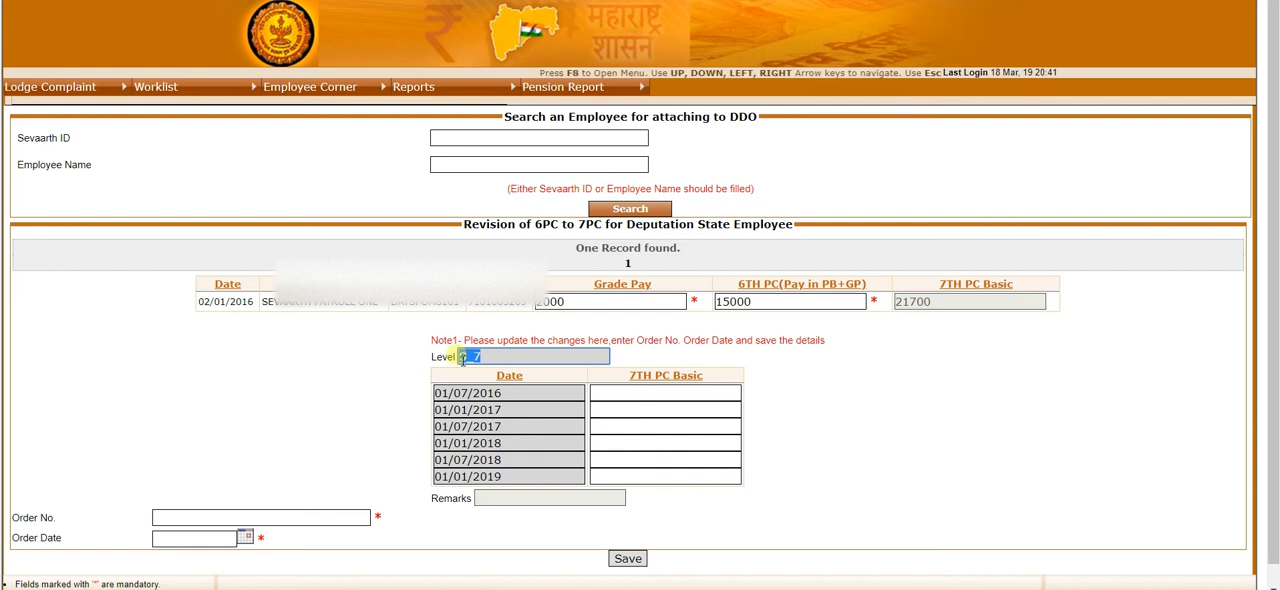 महाराष्ट्र
शासन
Press F8 to Open Menu. Use UP, DOWN, LEFT, RIGHT Arrow keys to navigate. Use Esc Last Login 18 Mar, 19 20:41
Lodge Complaint Worklist Employee Corner Reports Pension Report
Search an Employee for attaching to DDO
Sevaarth ID
Employee Name
(Either Sevaarth ID or Employee Name should be filled)
Search
Revision of 6PC to 7PC for Deputation State Employee
One Record found.
1
Date Grade Pay 6TH PC(Pay in PB+GP) 7TH PC Basic
02/01/2016 * 15000 * 21700
Note1- Please update the changes here,enter Order No. Order Date and save the details
Level
Date 7TH PC Basic
01/07/2016
01/01/2017
01/07/2017
01/01/2018
01/07/2018
01/01/2019
Remarks
Order No. *
Order Date *
Save
Fields marked with '*' are mandatory.